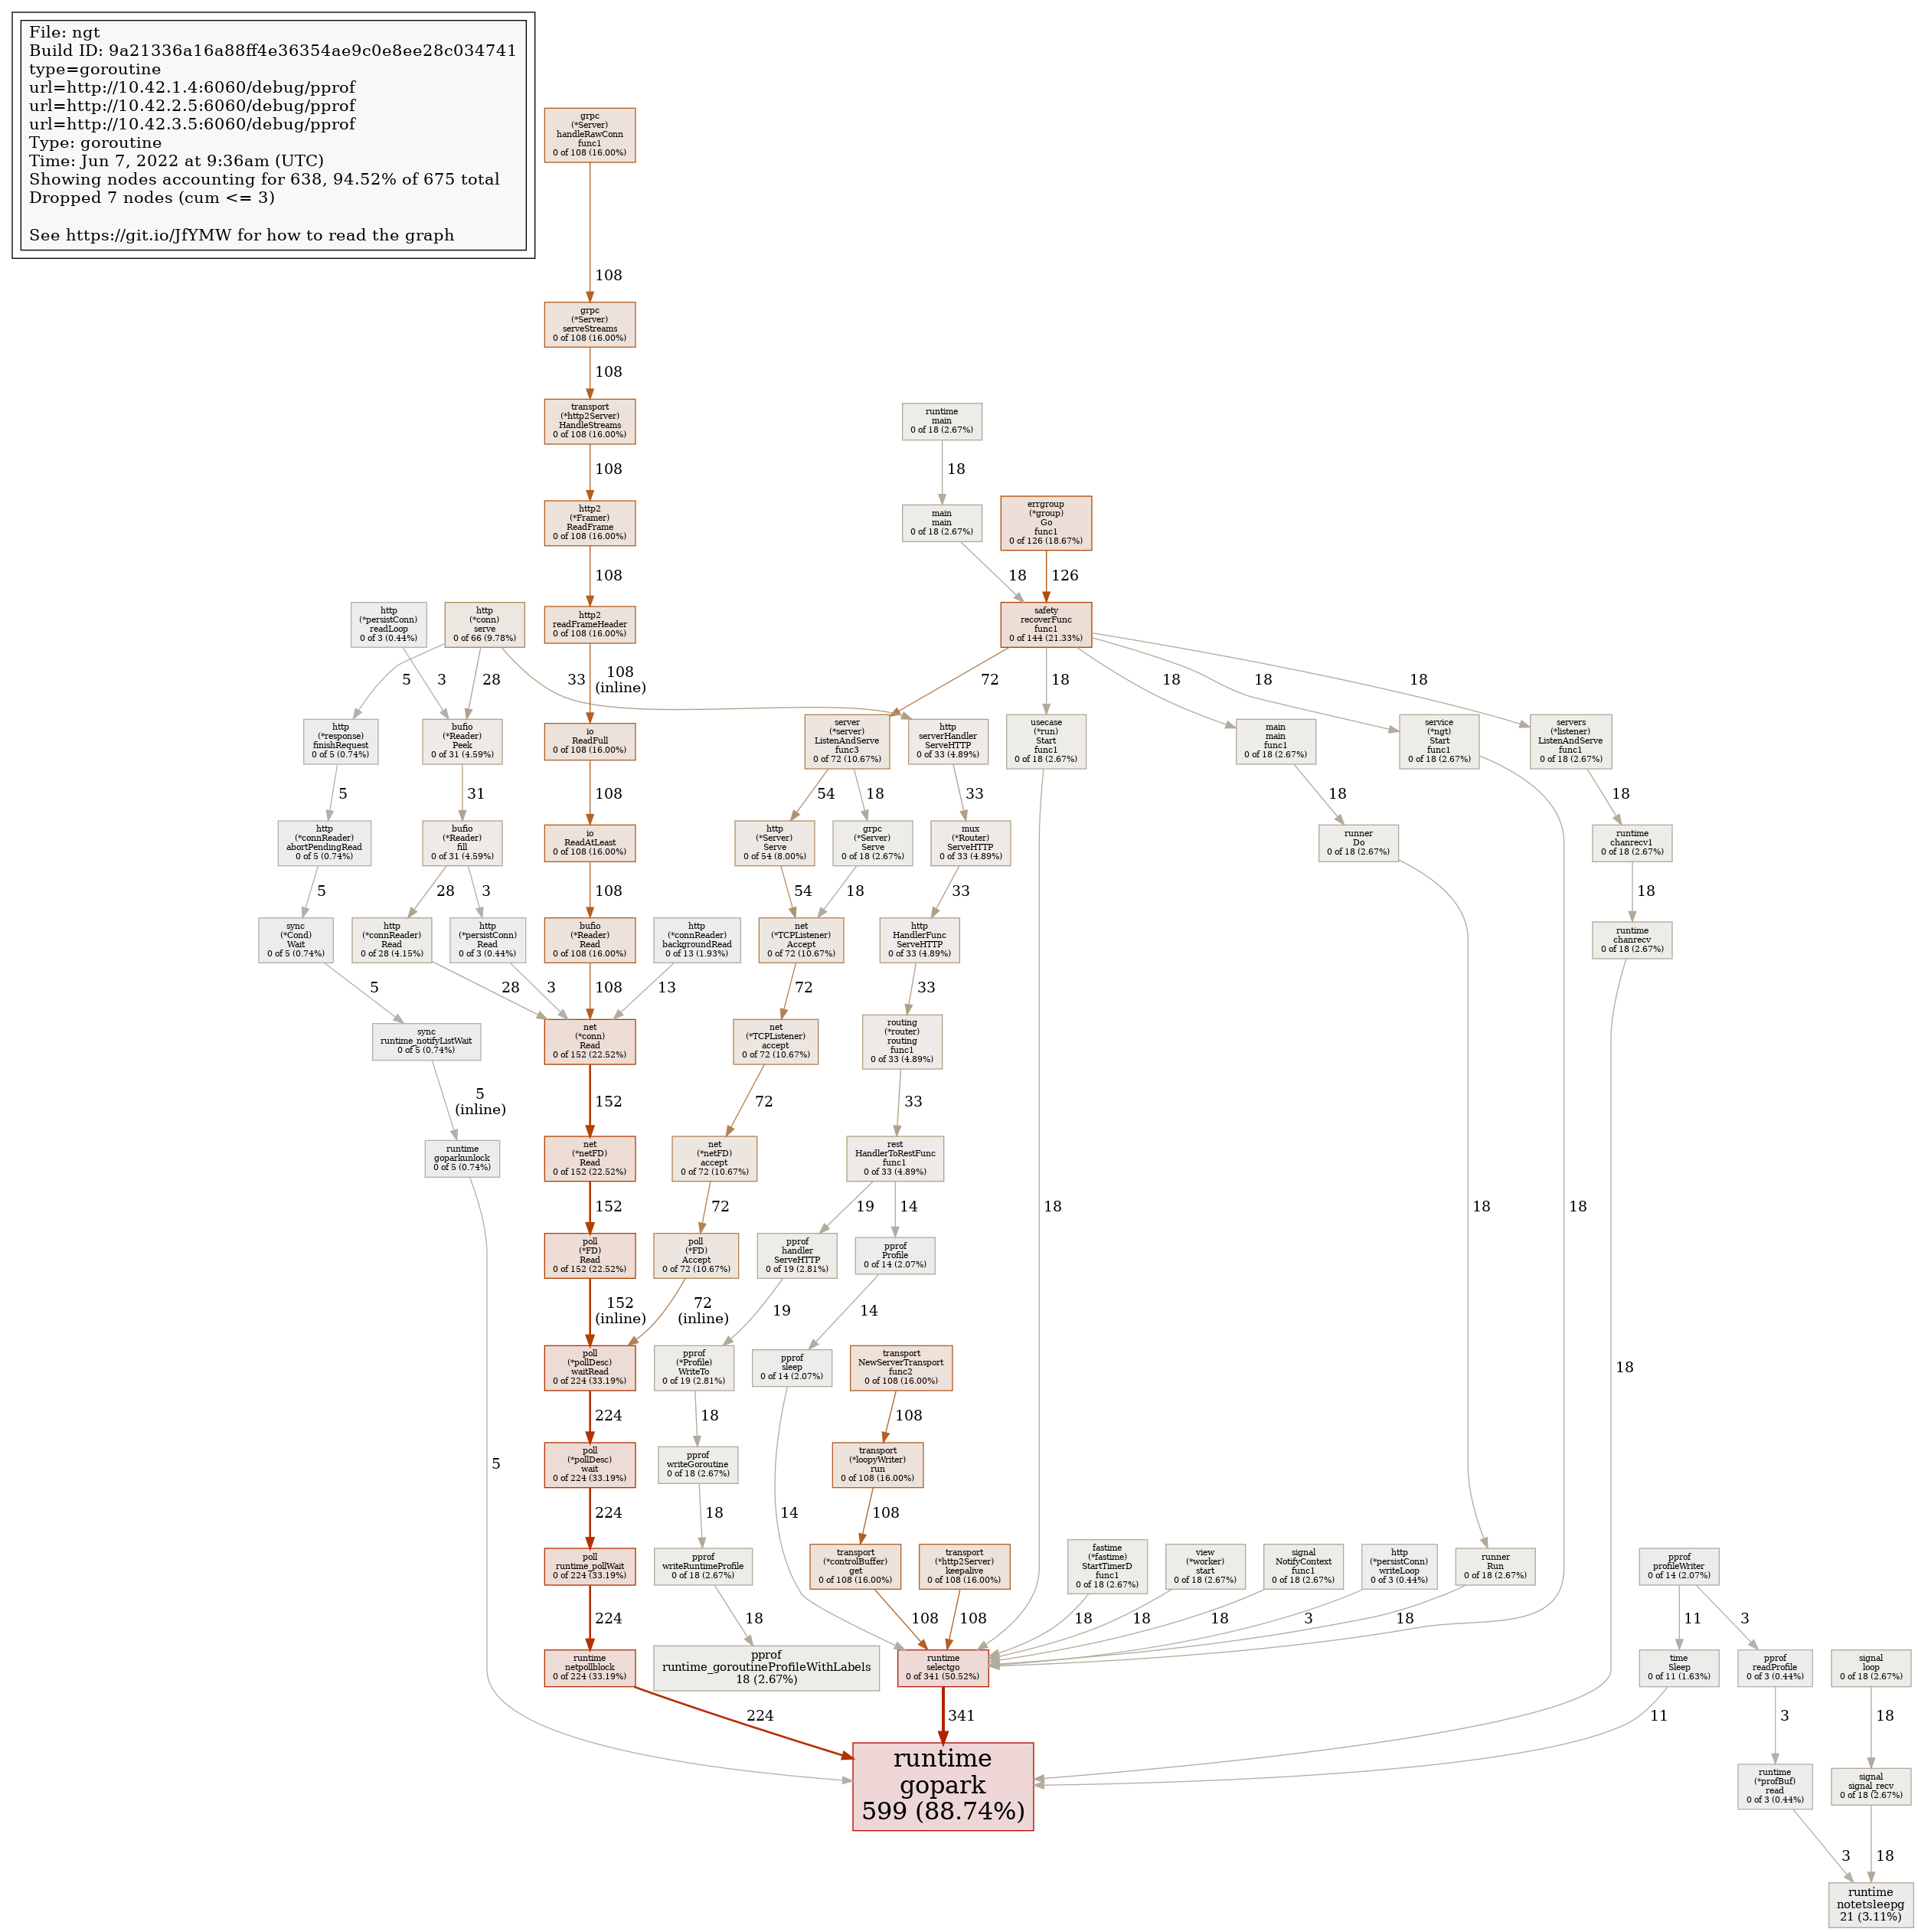 File: ngt
Build ID: 9a21336a16a88ff4e36354ae9c0e8ee28c034741
type=goroutine
url=http://10.42.1.4:6060/debug/pprof
url=http://10.42.2.5:6060/debug/pprof
url=http://10.42.3.5:6060/debug/pprof
Type: goroutine
Time: Jun 7, 2022 at 9:36am (UTC)
Showing nodes accounting for 638, 94.52% of 675 total
Dropped 7 nodes (cum <= 3)
See https://git.io/JfYMW for how to read the graph
grpc
(*Server)
handleRawConn
func1
0 of 108 (16.00%)
108
grpc
(*Server)
serveStreams
0 of 108 (16.00%)
108
transport
(*http2Server)
HandleStreams
0 of 108 (16.00%)
108
http2
(*Framer)
ReadFrame
0 of 108 (16.00%)
108
http2
readFrameHeader
0 of 108 (16.00%)
108
(inline)
io
ReadFull
0 of 108 (16.00%)
108
io
ReadAtLeast
0 of 108 (16.00%)
108
bufio
(*Reader)
Read
0 of 108 (16.00%)
108
runtime
main
0 of 18 (2.67%)
18
main
main
0 of 18 (2.67%)
18
errgroup
(*group)
Go
func1
0 of 126 (18.67%)
126
safety
recoverFunc
func1
0 of 144 (21.33%)
72
18
18
18
18
http
(*persistConn)
readLoop
0 of 3 (0.44%)
3
http
(*conn)
serve
0 of 66 (9.78%)
5
28
33
http
(*response)
finishRequest
0 of 5 (0.74%)
5
bufio
(*Reader)
Peek
0 of 31 (4.59%)
31
server
(*server)
ListenAndServe
func3
0 of 72 (10.67%)
54
18
http
serverHandler
ServeHTTP
0 of 33 (4.89%)
33
usecase
(*run)
Start
func1
0 of 18 (2.67%)
18
main
main
func1
0 of 18 (2.67%)
18
service
(*ngt)
Start
func1
0 of 18 (2.67%)
18
servers
(*listener)
ListenAndServe
func1
0 of 18 (2.67%)
18
http
(*connReader)
abortPendingRead
0 of 5 (0.74%)
5
bufio
(*Reader)
fill
0 of 31 (4.59%)
28
3
http
(*Server)
Serve
0 of 54 (8.00%)
54
grpc
(*Server)
Serve
0 of 18 (2.67%)
18
mux
(*Router)
ServeHTTP
0 of 33 (4.89%)
33
runner
Do
0 of 18 (2.67%)
18
runtime
chanrecv1
0 of 18 (2.67%)
18
sync
(*Cond)
Wait
0 of 5 (0.74%)
5
http
(*connReader)
Read
0 of 28 (4.15%)
28
http
(*persistConn)
Read
0 of 3 (0.44%)
3
http
(*connReader)
backgroundRead
0 of 13 (1.93%)
13
net
(*TCPListener)
Accept
0 of 72 (10.67%)
72
http
HandlerFunc
ServeHTTP
0 of 33 (4.89%)
33
runtime
chanrecv
0 of 18 (2.67%)
18
sync
runtime_notifyListWait
0 of 5 (0.74%)
5
(inline)
net
(*conn)
Read
0 of 152 (22.52%)
152
net
(*TCPListener)
accept
0 of 72 (10.67%)
72
routing
(*router)
routing
func1
0 of 33 (4.89%)
33
runtime
goparkunlock
0 of 5 (0.74%)
5
net
(*netFD)
Read
0 of 152 (22.52%)
152
net
(*netFD)
accept
0 of 72 (10.67%)
72
rest
HandlerToRestFunc
func1
0 of 33 (4.89%)
19
14
poll
(*FD)
Read
0 of 152 (22.52%)
152
(inline)
poll
(*FD)
Accept
0 of 72 (10.67%)
72
(inline)
pprof
handler
ServeHTTP
0 of 19 (2.81%)
19
pprof
Profile
0 of 14 (2.07%)
14
poll
(*pollDesc)
waitRead
0 of 224 (33.19%)
224
pprof
(*Profile)
WriteTo
0 of 19 (2.81%)
18
pprof
sleep
0 of 14 (2.07%)
14
transport
NewServerTransport
func2
0 of 108 (16.00%)
108
poll
(*pollDesc)
wait
0 of 224 (33.19%)
224
pprof
writeGoroutine
0 of 18 (2.67%)
18
transport
(*loopyWriter)
run
0 of 108 (16.00%)
108
poll
runtime_pollWait
0 of 224 (33.19%)
224
pprof
writeRuntimeProfile
0 of 18 (2.67%)
18
transport
(*controlBuffer)
get
0 of 108 (16.00%)
108
transport
(*http2Server)
keepalive
0 of 108 (16.00%)
108
fastime
(*fastime)
StartTimerD
func1
0 of 18 (2.67%)
18
view
(*worker)
start
0 of 18 (2.67%)
18
signal
NotifyContext
func1
0 of 18 (2.67%)
18
http
(*persistConn)
writeLoop
0 of 3 (0.44%)
3
runner
Run
0 of 18 (2.67%)
18
pprof
profileWriter
0 of 14 (2.07%)
11
3
runtime
netpollblock
0 of 224 (33.19%)
224
pprof
runtime_goroutineProfileWithLabels
18 (2.67%)
runtime
selectgo
0 of 341 (50.52%)
341
time
Sleep
0 of 11 (1.63%)
11
pprof
readProfile
0 of 3 (0.44%)
3
signal
loop
0 of 18 (2.67%)
18
runtime
gopark
599 (88.74%)
runtime
(*profBuf)
read
0 of 3 (0.44%)
3
signal
signal_recv
0 of 18 (2.67%)
18
runtime
notetsleepg
21 (3.11%)